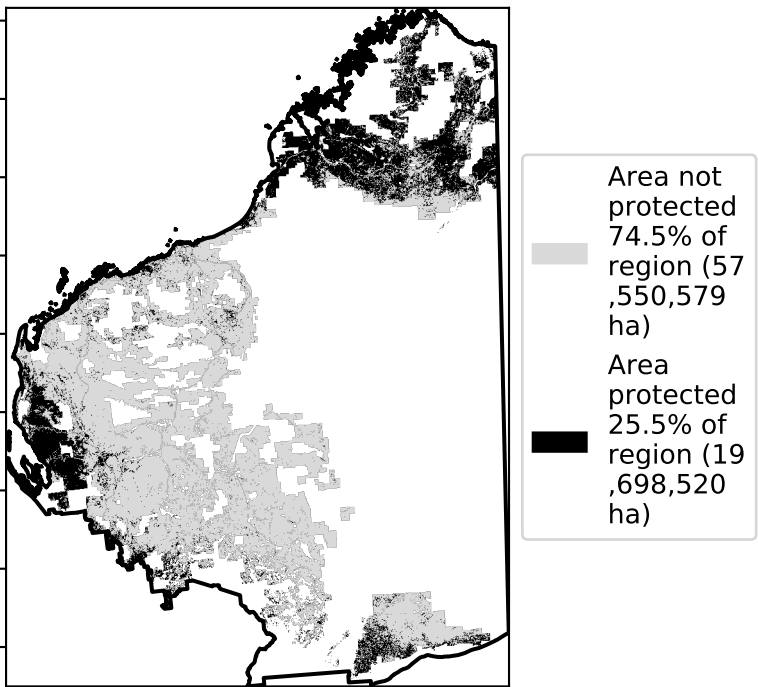 Area not
protected
74.5% of
region (57
,550,579
ha)
Area
protected
25.5% of
region (19
,698,520
ha)